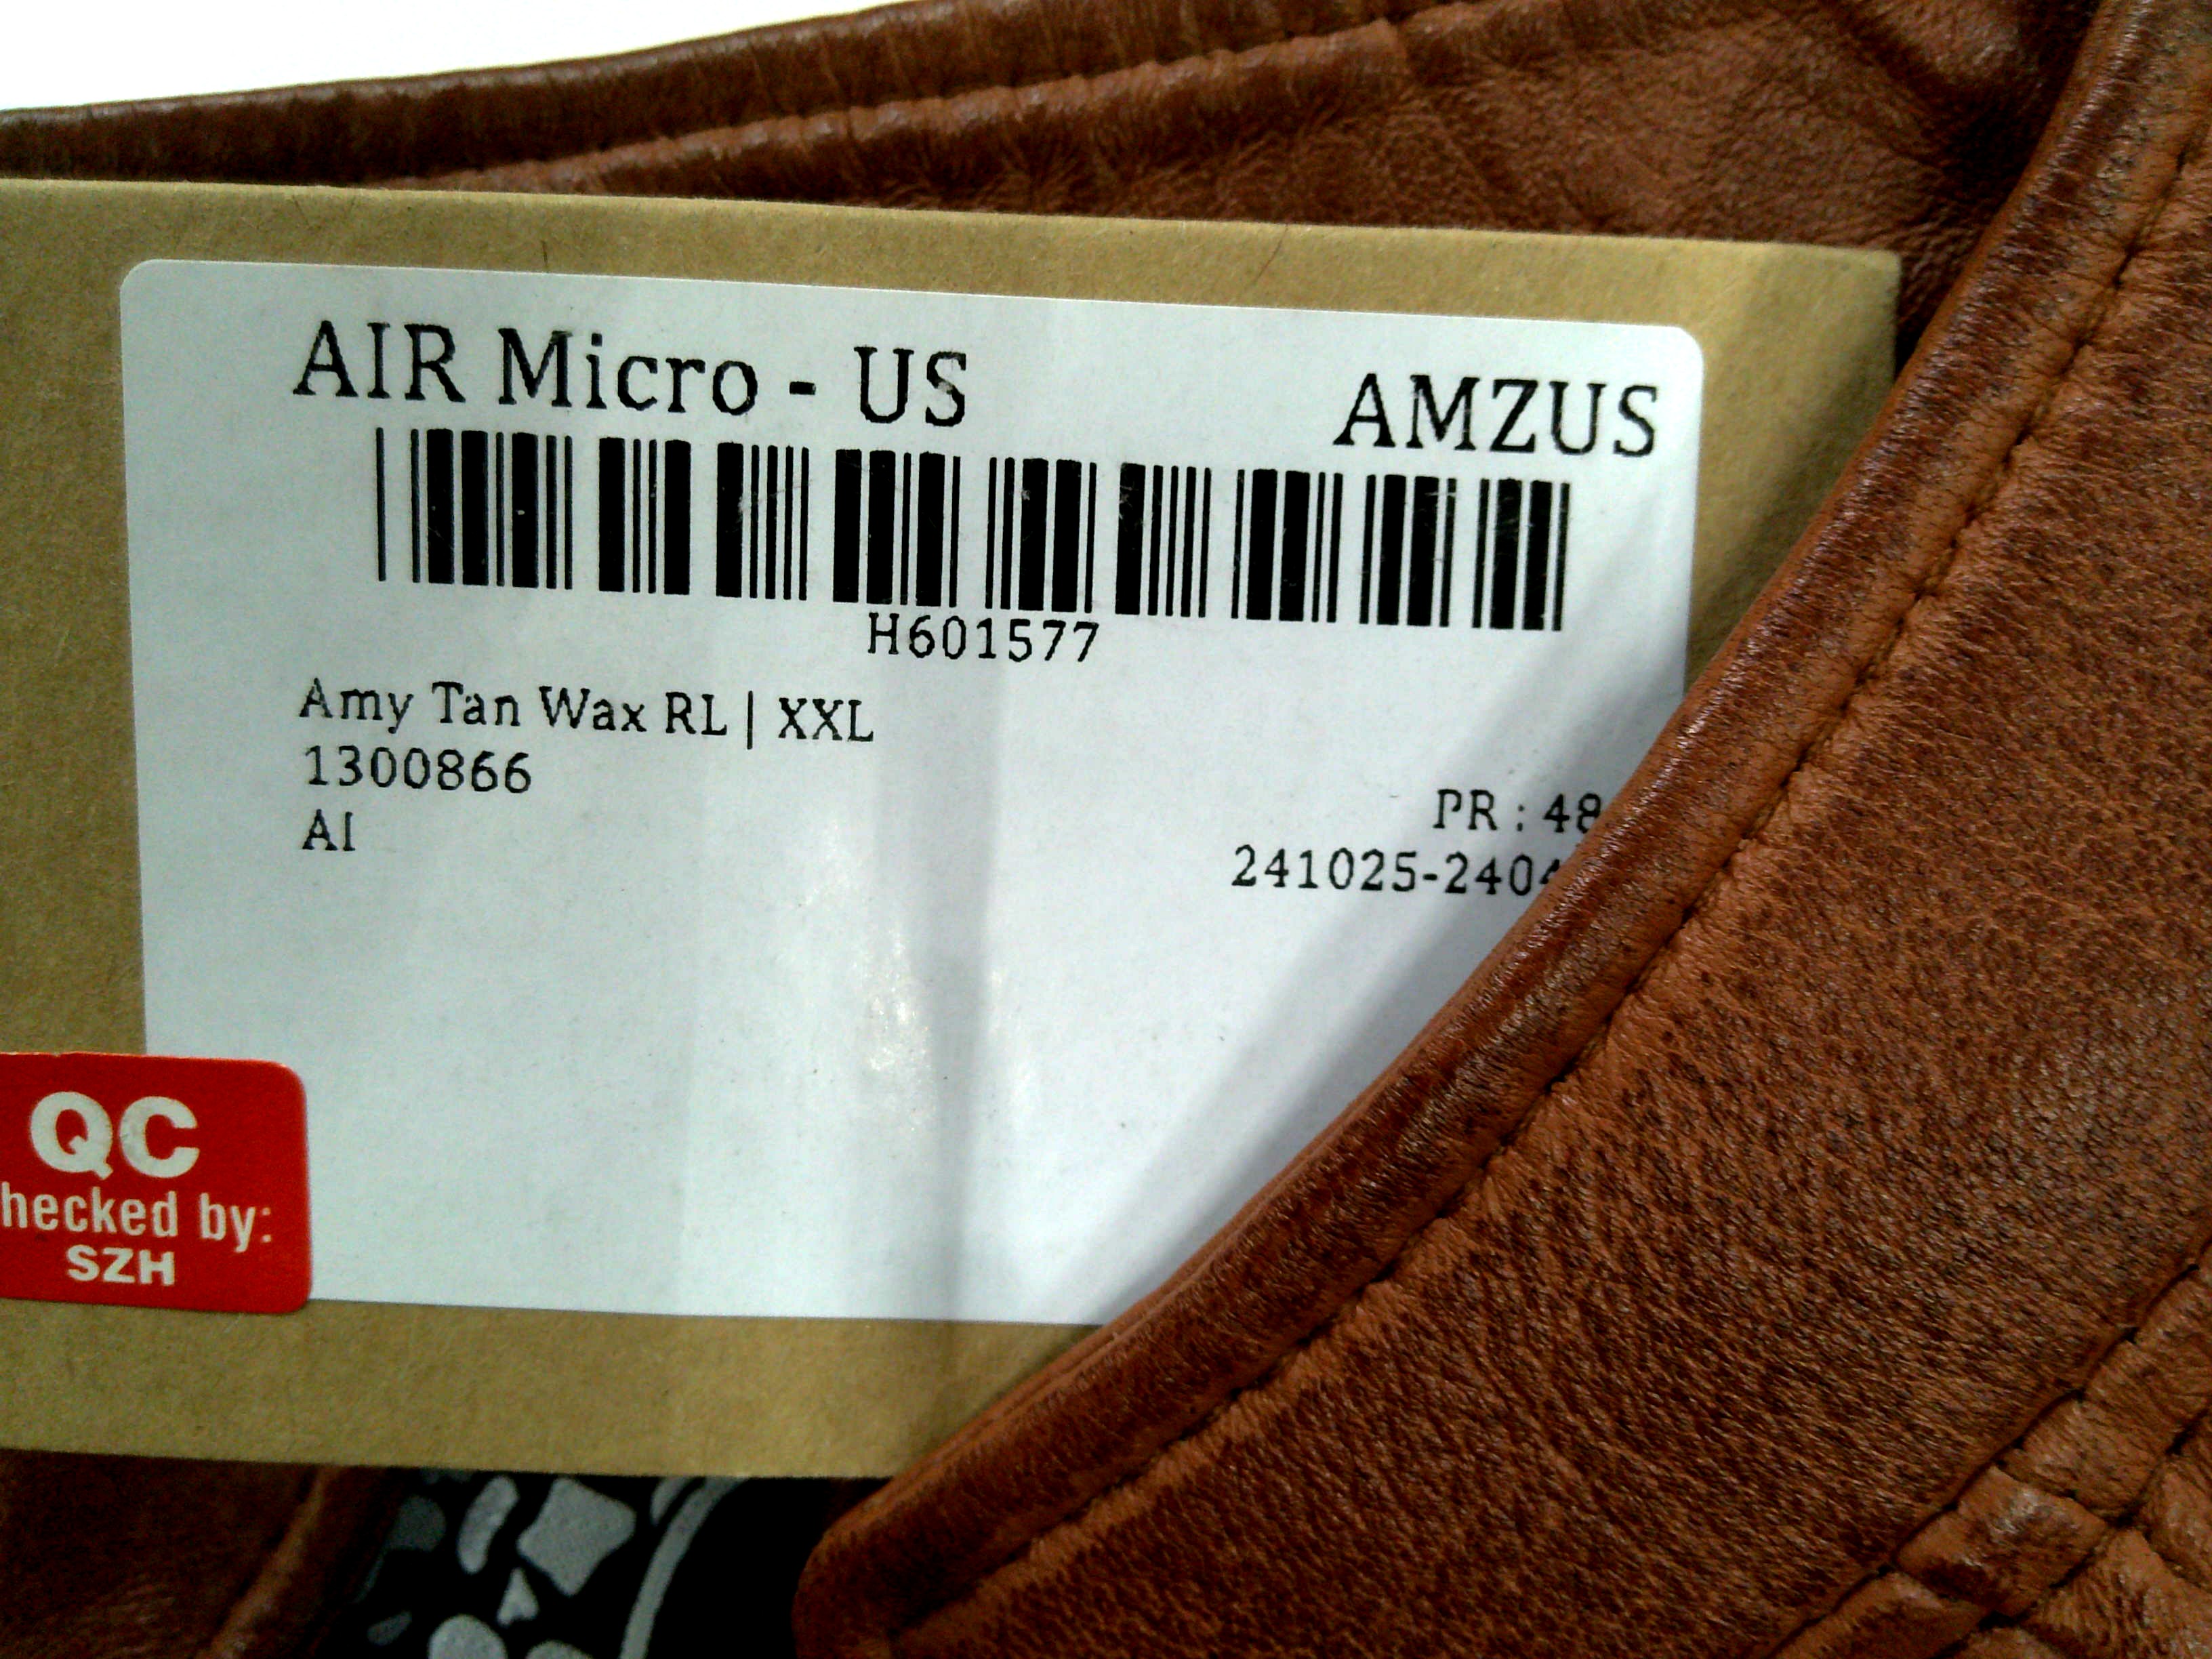 AIR Micro - US
AMZUS
H601577
Amy Tan Wax RL | XXL
1300866
AI
PR : 48
241025-2404
QC
hecked by:
SZH